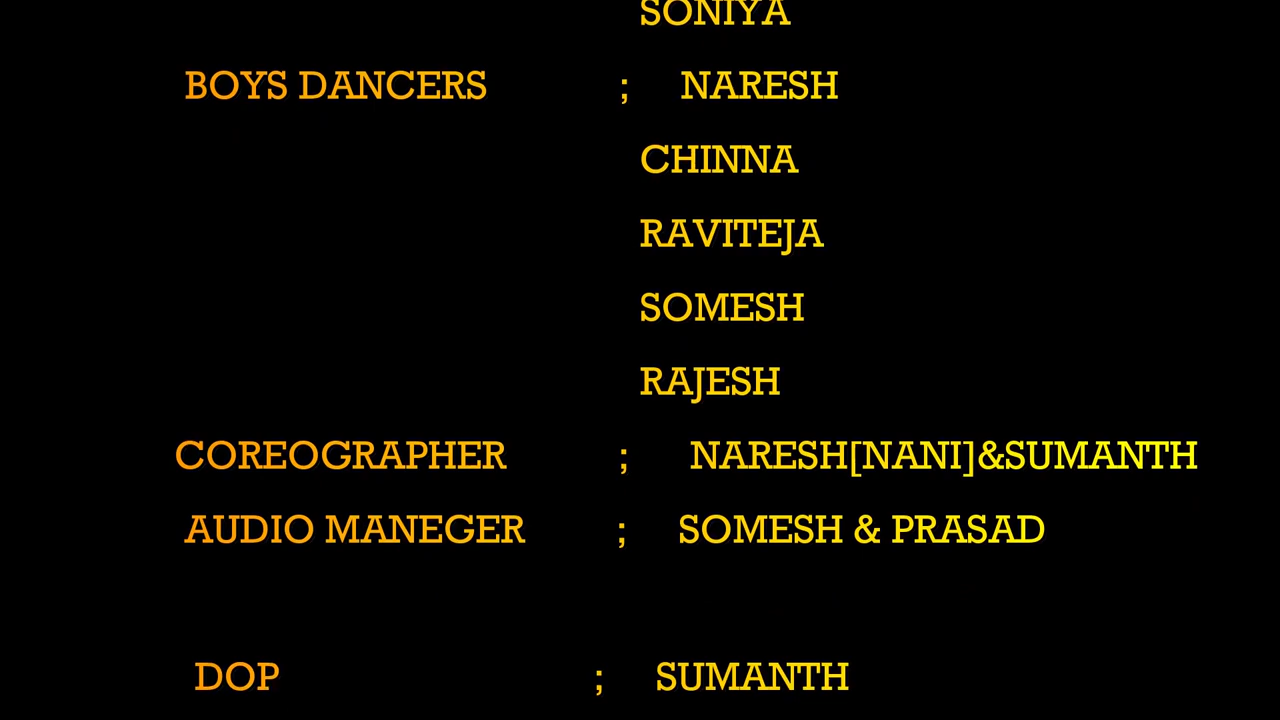 SONIYA
BOYS DANCERS ; NARESH
CHINNA
RAVITEJA
SOMESH
RAJESH
COREOGRAPHER ; NARESH[NANI]&SUMANTH
AUDIO MANEGER ; SOMESH & PRASAD
DOP ; SUMANTH